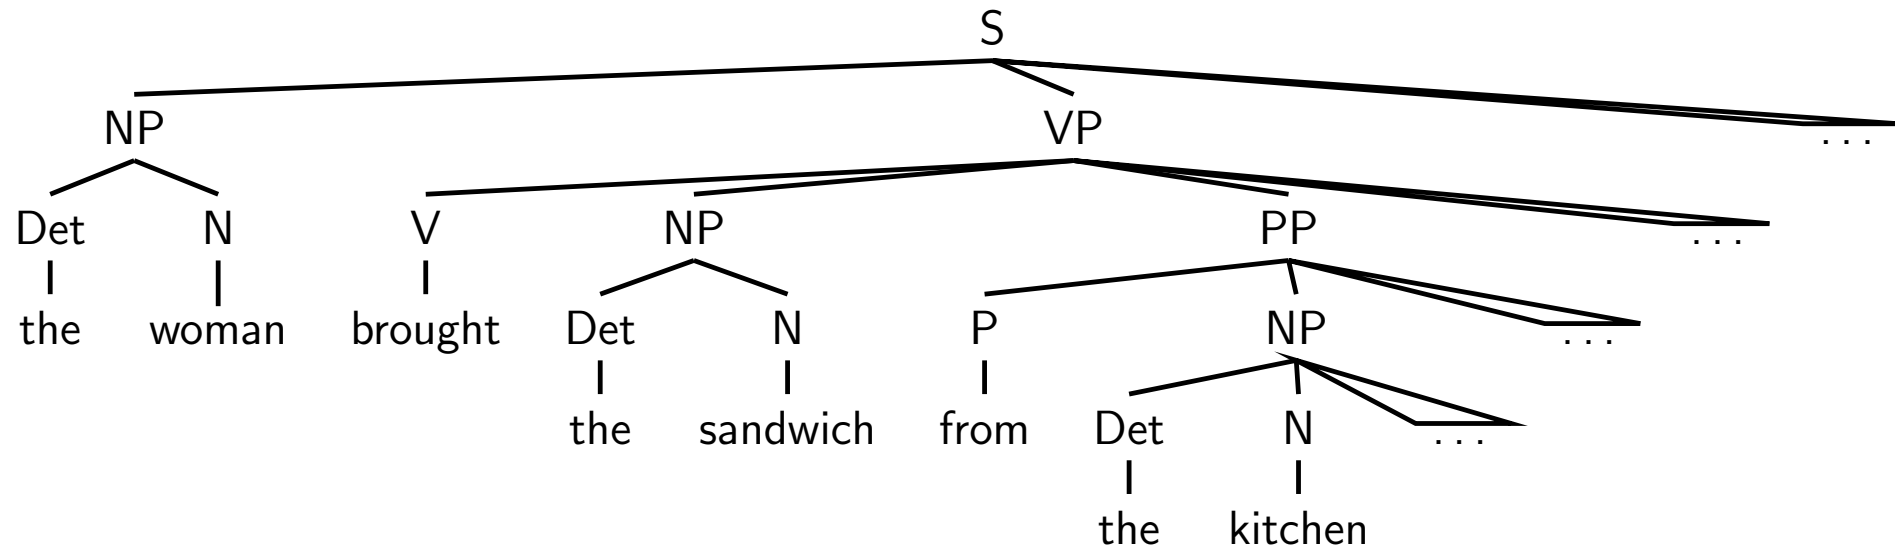 S
NP VP ...
Det N V NP PP ...
the woman brought Det N P NP ...
the sandwich from Det N ...
the kitchen